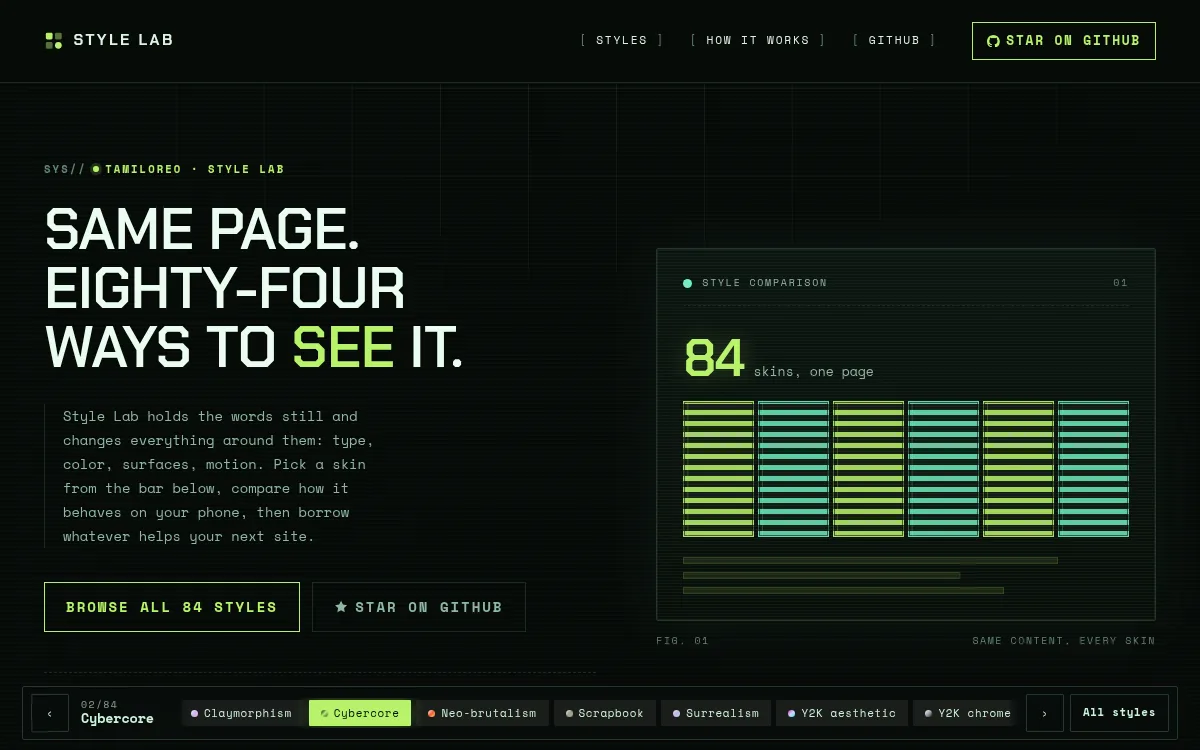 STYLE LAB
[ STYLES ]
[ HOW IT WORKS ]
[ GITHUB ]
STAR ON GITHUB
SYS// TAMILOREO · STYLE LAB
SAME PAGE.
EIGHTY-FOUR
WAYS TO SEE IT.
Style Lab holds the words still and
changes everything around them: type,
color, surfaces, motion. Pick a skin
from the bar below, compare how it
behaves on your phone, then borrow
whatever helps your next site.
BROWSE ALL 84 STYLES
STAR ON GITHUB
STYLE COMPARISON
01
84 skins, one page
FIG. 01
SAME CONTENT, EVERY SKIN
‹
02/84
Cybercore
Claymorphism
Cybercore
Neo-brutalism
Scrapbook
Surrealism
Y2K aesthetic
Y2K chrome
›
All styles